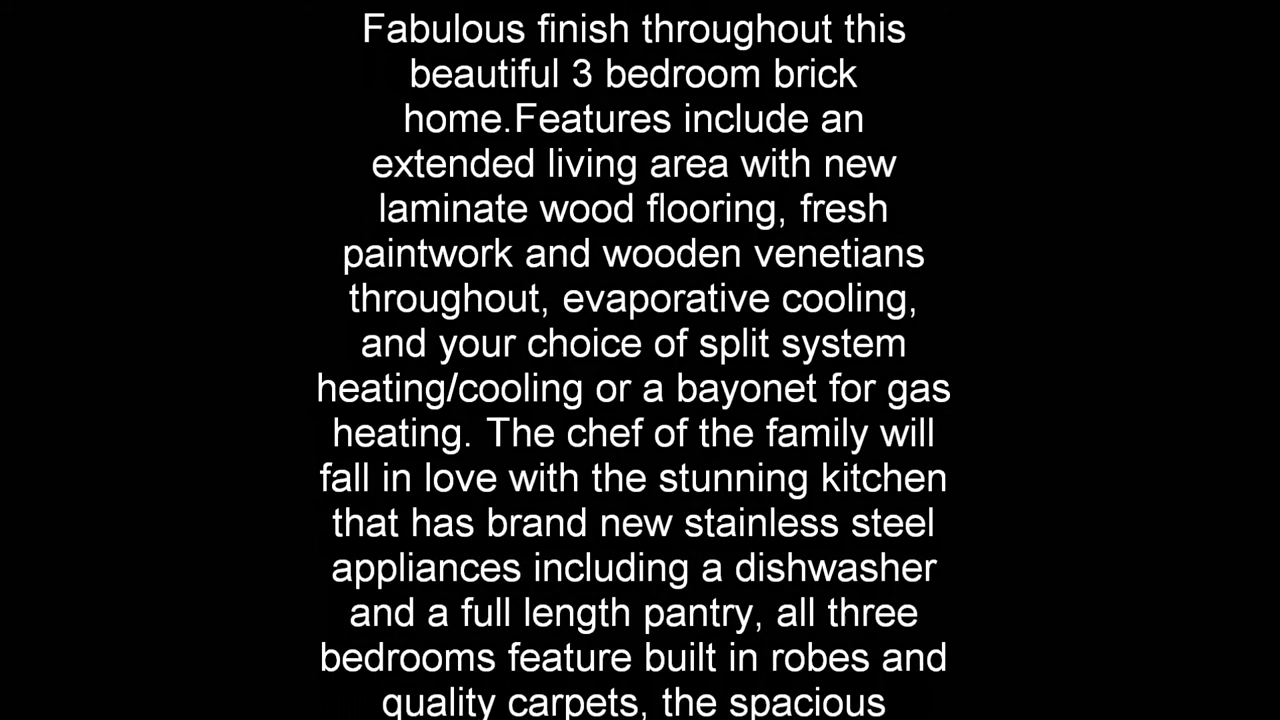 Fabulous finish throughout this
beautiful 3 bedroom brick
home.Features include an
extended living area with new
laminate wood flooring, fresh
paintwork and wooden venetians
throughout, evaporative cooling,
and your choice of split system
heating/cooling or a bayonet for gas
heating. The chef of the family will
fall in love with the stunning kitchen
that has brand new stainless steel
appliances including a dishwasher
and a full length pantry, all three
bedrooms feature built in robes and
quality carpets, the spacious